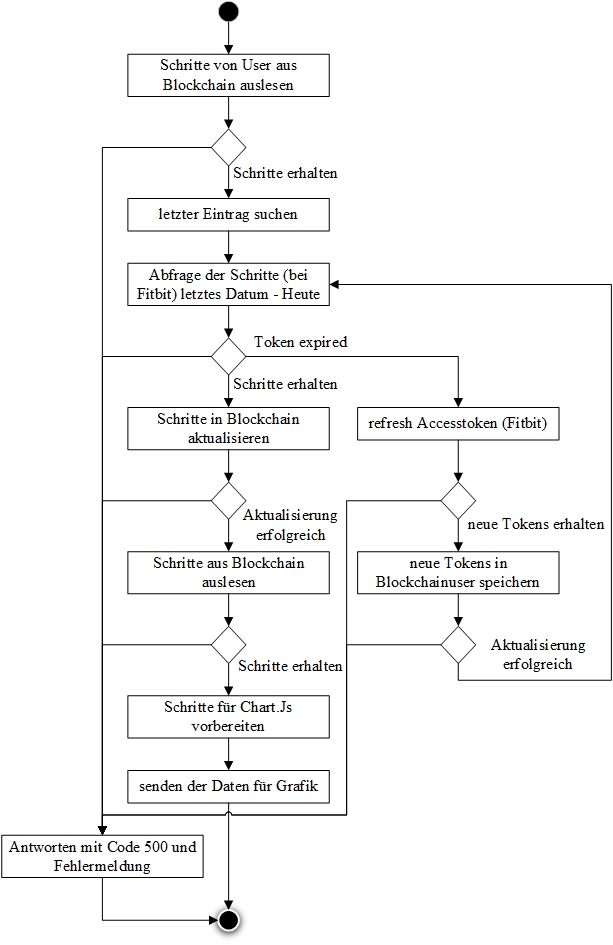 Schritte von User aus
Blockchain auslesen
Schritte erhalten
letzter Eintrag suchen
Abfrage der Schritte (bei
Fitbit) letztes Datum - Heute
Token expired
Schritte erhalten
Schritte in Blockchain
aktualisieren
refresh Accesstoken (Fitbit)
Aktualisierung
erfolgreich
neue Tokens erhalten
Schritte aus Blockchain
auslesen
neue Tokens in
Blockchainuser speichern
Aktualisierung
erfolgreich
Schritte erhalten
Schritte für Chart.Js
vorbereiten
senden der Daten für Grafik
Antworten mit Code 500 und
Fehlermeldung